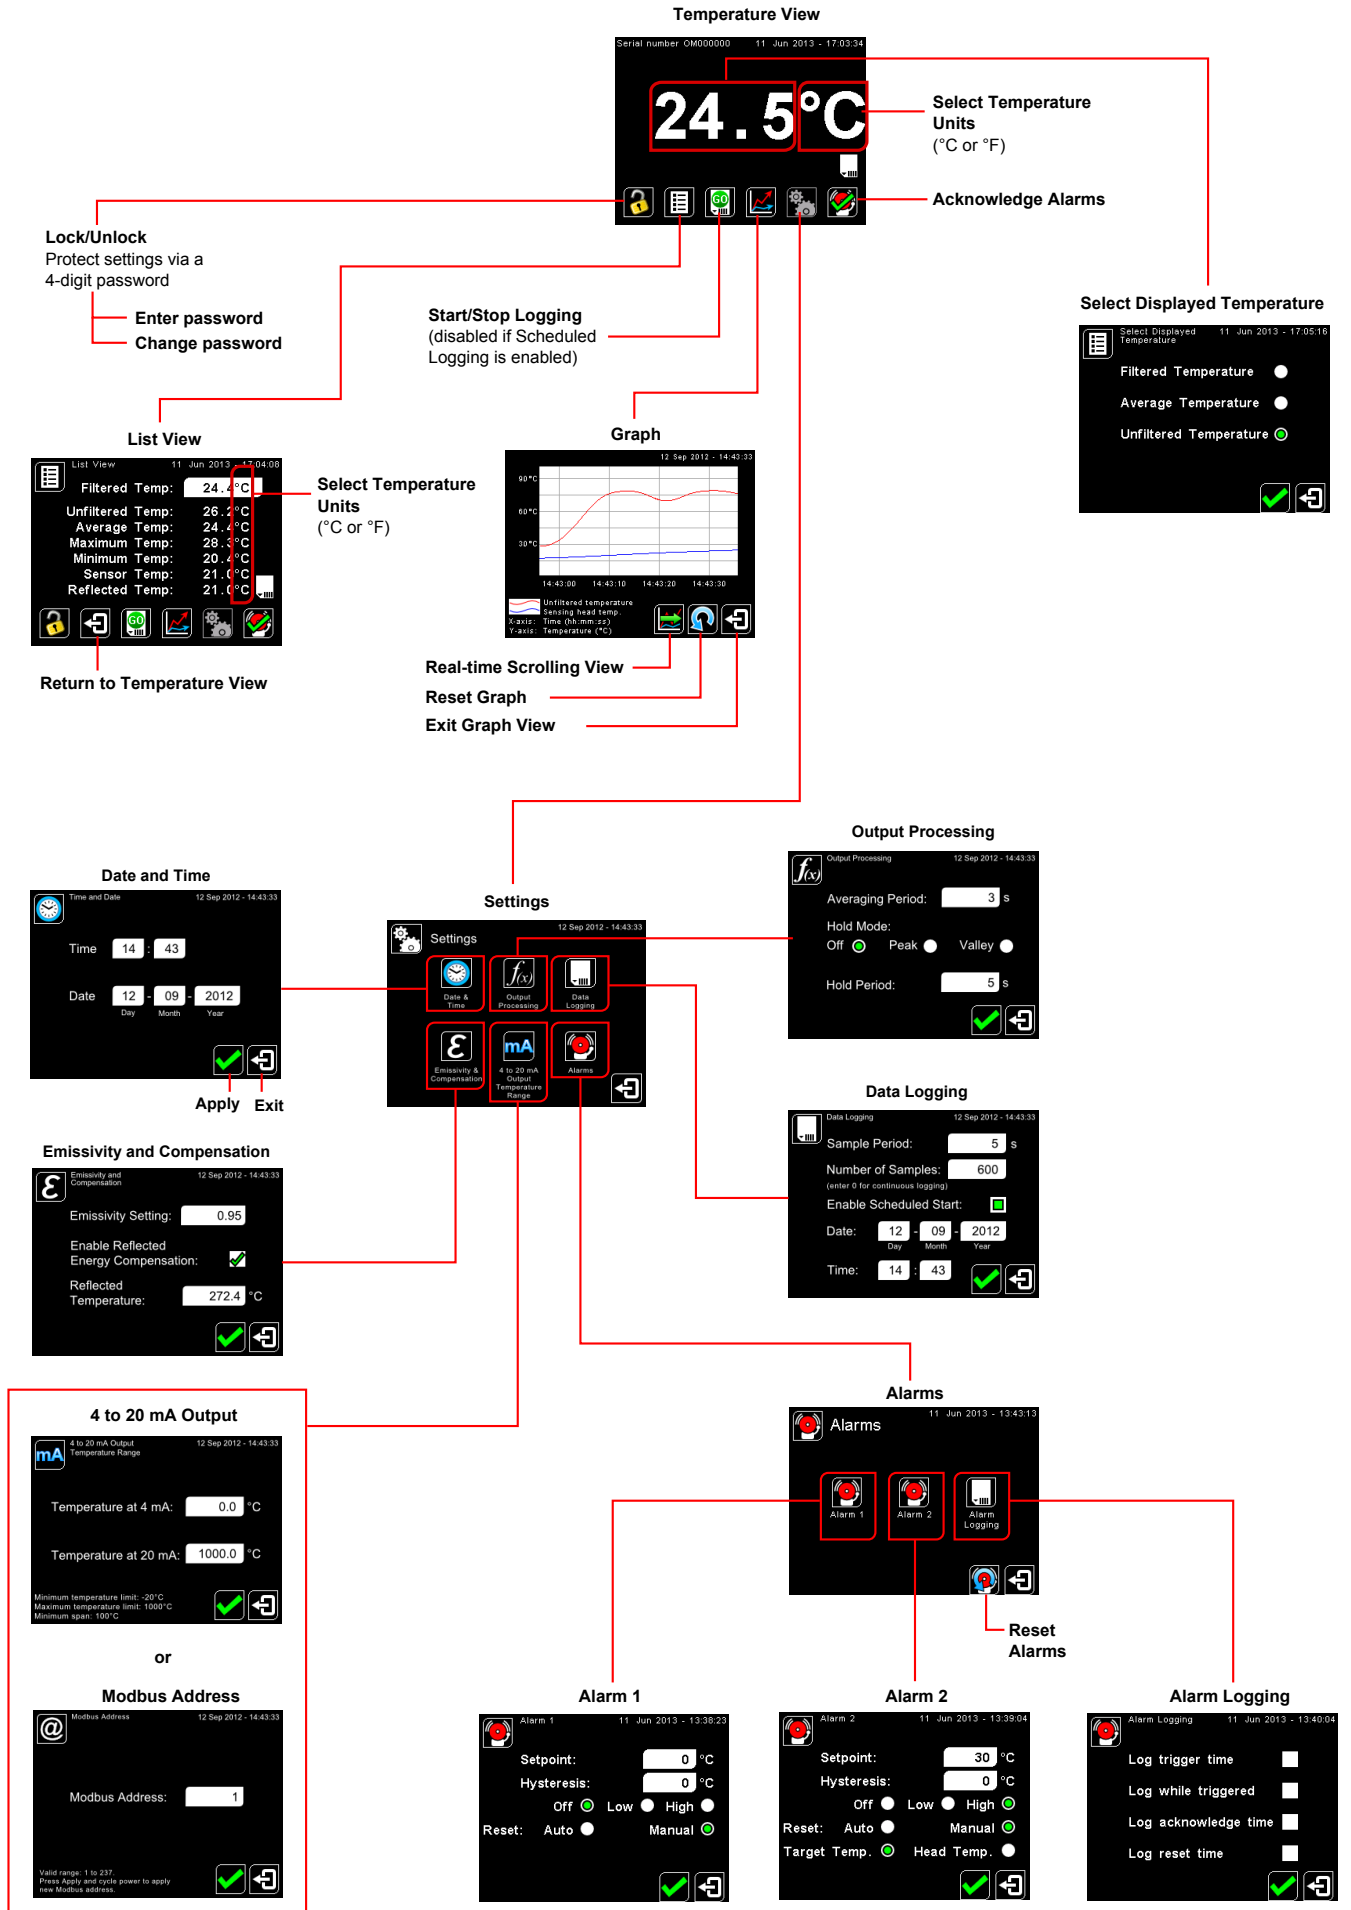 Temperature View
Serial number OM000000 11 Jun 2013 - 17:03:34
24.5°C
Select Temperature
Units
(°C or °F)
GO
Acknowledge Alarms
Lock/Unlock
Protect settings via a
4-digit password
Enter password
Change password
Start/Stop Logging
(disabled if Scheduled
Logging is enabled)
Select Displayed Temperature
Select Displayed 11 Jun 2013 - 17:05:16
Temperature
Filtered Temperature
Average Temperature
Unfiltered Temperature
List View
List View 11 Jun 2013 - 17:04:08
Filtered Temp: 24.4°C
Unfiltered Temp: 26.2°C
Average Temp: 24.4°C
Maximum Temp: 28.3°C
Minimum Temp: 20.4°C
Sensor Temp: 21.0°C
Reflected Temp: 21.0°C
GO
Select Temperature
Units
(°C or °F)
Return to Temperature View
Graph
12 Sep 2012 - 14:43:33
90°C
60°C
30°C
14:43:00 14:43:10 14:43:20 14:43:30
Unfiltered temperature
Sensing head temp.
X-axis: Time (hh:mm:ss)
Y-axis: Temperature (°C)
Real-time Scrolling View
Reset Graph
Exit Graph View
Output Processing
f(x)
Output Processing 12 Sep 2012 - 14:43:33
Averaging Period: 3 s
Hold Mode:
Off Peak Valley
Hold Period: 5 s
Date and Time
Time and Date 12 Sep 2012 - 14:43:33
Time 14 : 43
Date 12 - 09 - 2012
Day Month Year
Apply Exit
Settings
12 Sep 2012 - 14:43:33
Settings
Date &
Time
f(x)
Output
Processing
Data
Logging
ε
Emissivity &
Compensation
mA
4 to 20 mA
Output
Temperature
Range
Alarms
Data Logging
Data Logging 12 Sep 2012 - 14:43:33
Sample Period: 5 s
Number of Samples: 600
(enter 0 for continuous logging)
Enable Scheduled Start:
Date: 12 - 09 - 2012
Day Month Year
Time: 14 : 43
Emissivity and Compensation
ε
Emissivity and 12 Sep 2012 - 14:43:33
Compensation
Emissivity Setting: 0.95
Enable Reflected
Energy Compensation:
Reflected
Temperature: 272.4 °C
4 to 20 mA Output
mA
4 to 20 mA Output 12 Sep 2012 - 14:43:33
Temperature Range
Temperature at 4 mA: 0.0 °C
Temperature at 20 mA: 1000.0 °C
Minimum temperature limit: -20°C
Maximum temperature limit: 1000°C
Minimum span: 100°C
or
Modbus Address
@
Modbus Address 12 Sep 2012 - 14:43:33
Modbus Address: 1
Valid range: 1 to 237.
Press Apply and cycle power to apply
new Modbus address.
Alarms
11 Jun 2013 - 13:43:13
Alarms
Alarm 1
Alarm 2
Alarm
Logging
Reset
Alarms
Alarm 1
Alarm 1 11 Jun 2013 - 13:38:23
Setpoint: 0 °C
Hysteresis: 0 °C
Off Low High
Reset: Auto Manual
Alarm 2
Alarm 2 11 Jun 2013 - 13:39:04
Setpoint: 30 °C
Hysteresis: 0 °C
Off Low High
Reset: Auto Manual
Target Temp. Head Temp.
Alarm Logging
Alarm Logging 11 Jun 2013 - 13:40:04
Log trigger time
Log while triggered
Log acknowledge time
Log reset time